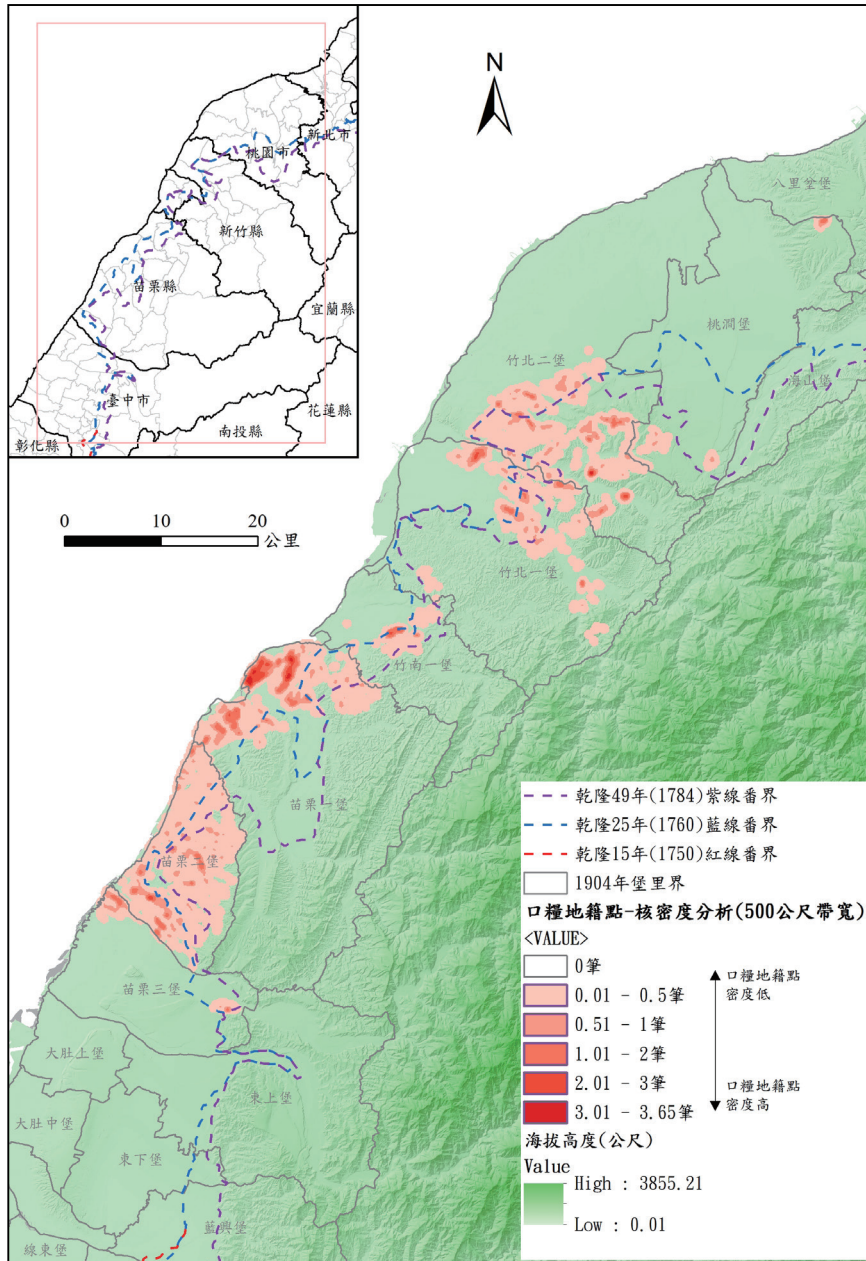 新北市
桃園市
新竹縣
苗栗縣
宜蘭縣
臺中市
花蓮縣
南投縣
彰化縣
N
0 10 20
公里
八里坌堡
桃澗堡
竹北二堡
海山堡
竹北一堡
竹南一堡
苗栗一堡
苗栗二堡
苗栗三堡
大肚上堡
東上堡
大肚中堡
東下堡
藍興堡
線東堡
乾隆49年(1784)紫線番界
乾隆25年(1760)藍線番界
乾隆15年(1750)紅線番界
1904年堡里界
口糧地籍點-核密度分析(500公尺帶寬)
<VALUE>
0筆
0.01 - 0.5筆
0.51 - 1筆
1.01 - 2筆
2.01 - 3筆
3.01 - 3.65筆
口糧地籍點
密度低
口糧地籍點
密度高
海拔高度(公尺)
Value
High : 3855.21
Low : 0.01